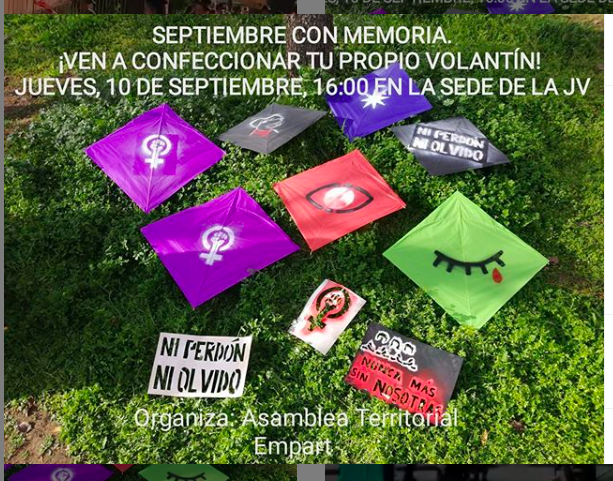 SEPTIEMBRE CON MEMORIA.
¡VEN A CONFECCIONAR TU PROPIO VOLANTÍN!
JUEVES, 10 DE SEPTIEMBRE, 16:00 EN LA SEDE DE LA JV
NI PERDÓN
NI OLVIDO
NI PERDÓN
NI OLVIDO
NUNCA MÁS
SIN NOSOTRAS
Organiza: Asamblea Territorial
Empart